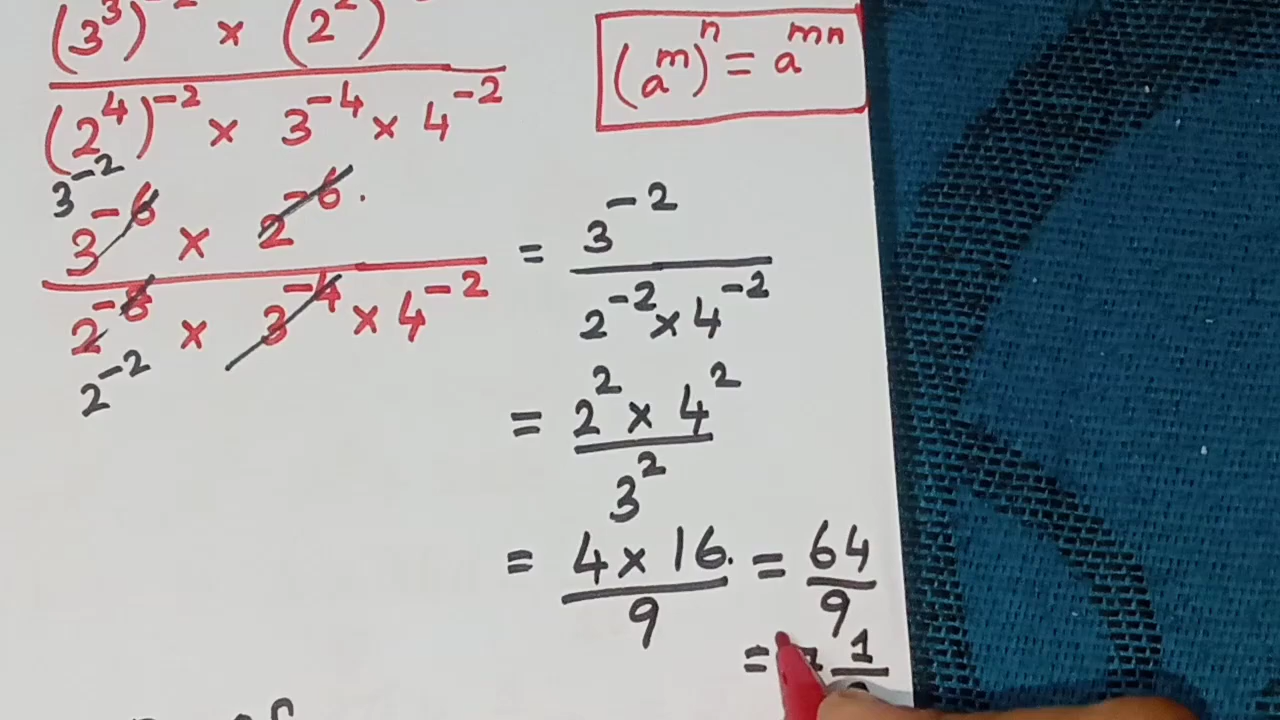 (3³)⁻² × (2²)
(2⁴)⁻² × 3⁻⁴ × 4⁻²
(aᵐ)ⁿ = aᵐⁿ
3⁻²
3⁻⁶ × 2⁻⁶.
2⁻⁸ × 3⁻⁴ × 4⁻²
2⁻²
= 3⁻²
2⁻² × 4⁻²
= 2² × 4²
3²
= 4 × 16. = 64
9 9
= 1